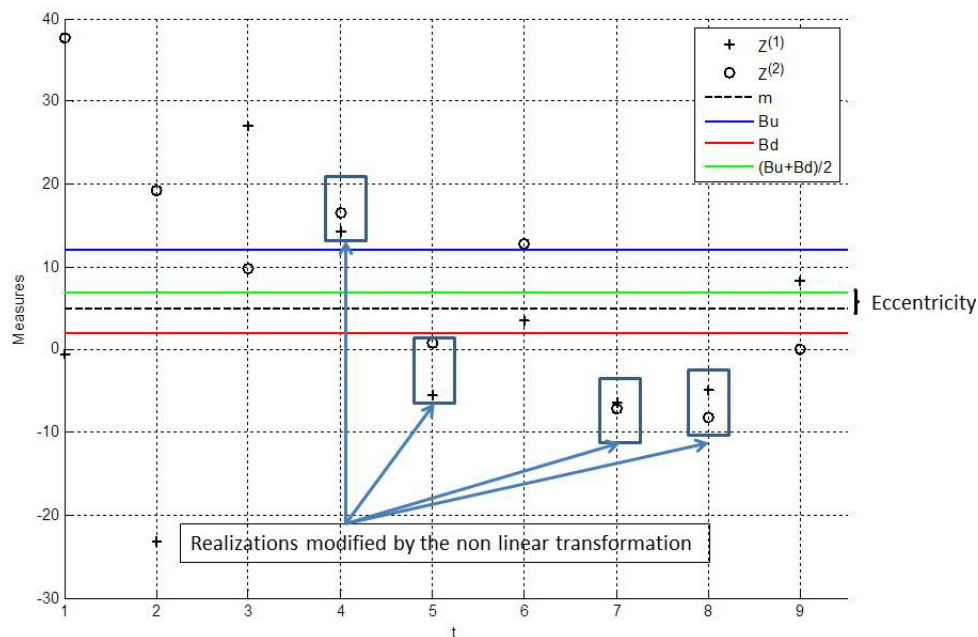 40
30
20
10
0
-10
-20
-30
Measures
1 2 3 4 5 6 7 8 9
t
Z(1)
Z(2)
m
Bu
Bd
(Bu+Bd)/2
Eccentricity
Realizations modified by the non linear transformation